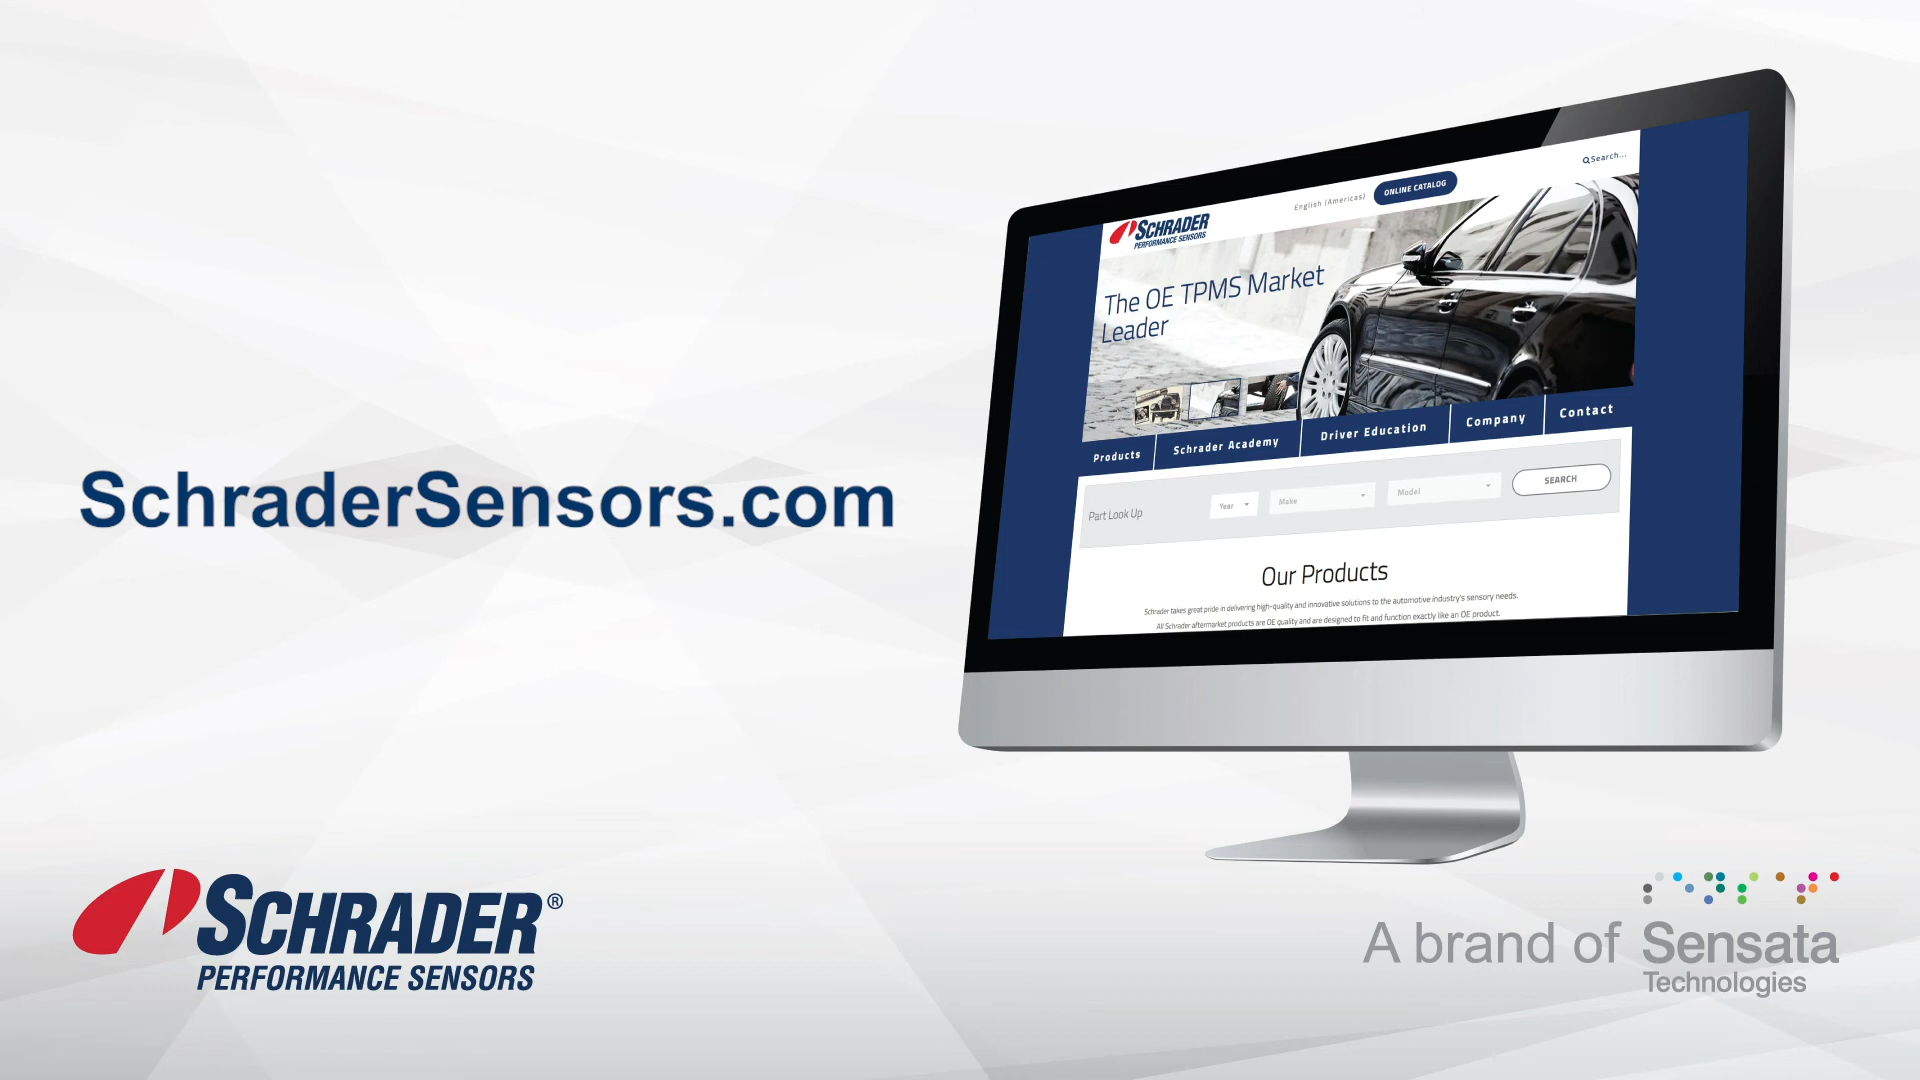 SchraderSensors.com
SCHRADER
PERFORMANCE SENSORS
English (Americas)
ONLINE CATALOG
Search...
The OE TPMS Market
Leader
Products
Schrader Academy
Driver Education
Company
Contact
Part Look Up
Year
Make
Model
SEARCH
Our Products
Schrader takes great pride in delivering high-quality and innovative solutions to the automotive industry's sensory needs.
All Schrader aftermarket products are OE quality and are designed to fit and function exactly like an OE product.
SCHRADER®
PERFORMANCE SENSORS
A brand of Sensata
Technologies